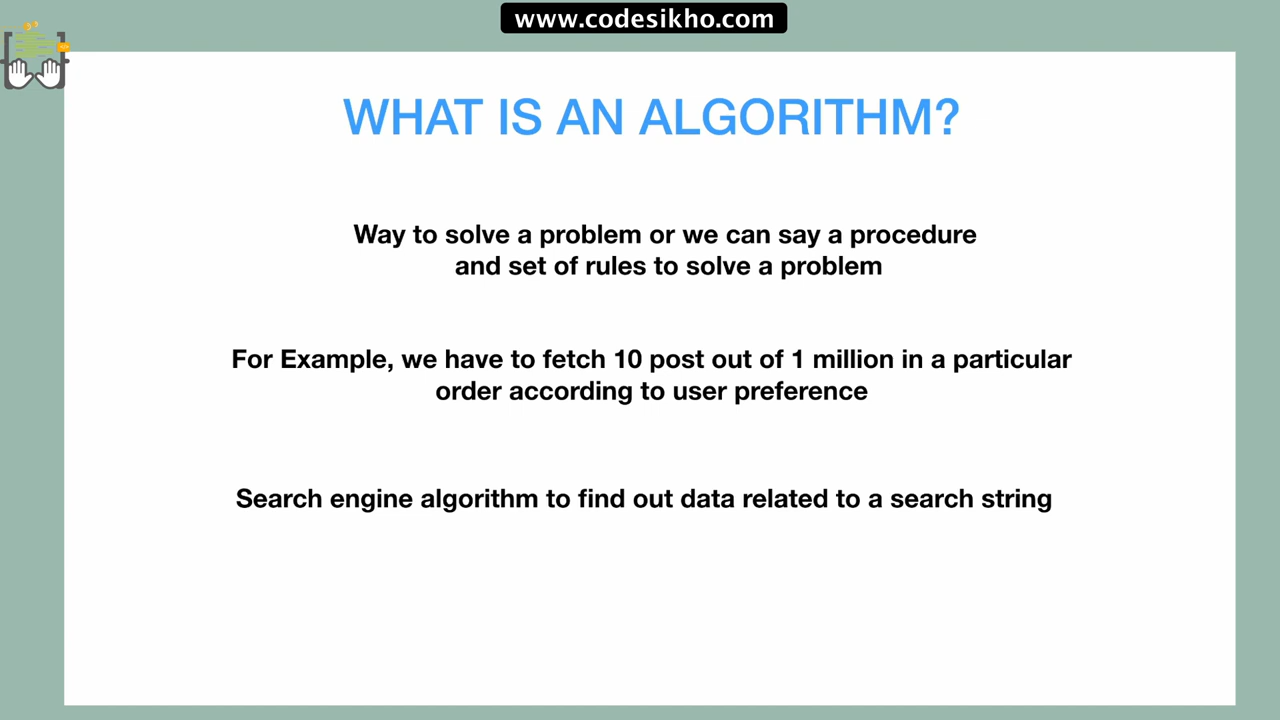 www.codesikho.com
WHAT IS AN ALGORITHM?
Way to solve a problem or we can say a procedure
and set of rules to solve a problem
For Example, we have to fetch 10 post out of 1 million in a particular
order according to user preference
Search engine algorithm to find out data related to a search string